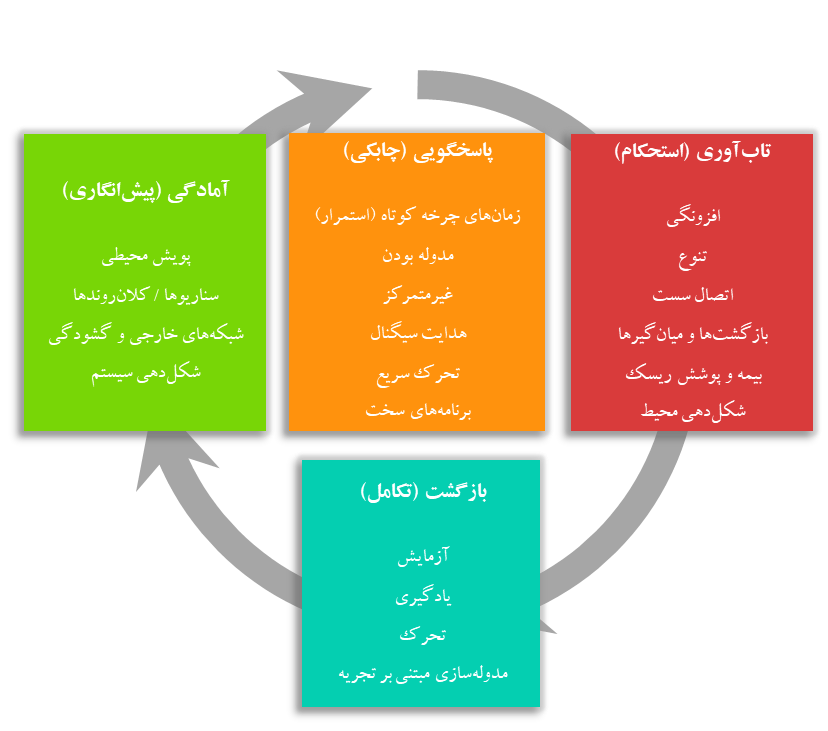 تاب‌آوری (استحکام)
افزونگی
تنوع
اتصال سست
بازگشت‌ها و میان‌گیرها
بیمه و پوشش ریسک
شکل‌دهی محیط
پاسخگویی (چابکی)
زمان‌های چرخه کوتاه (استمرار)
مدوله بودن
غیرمتمرکز
هدایت سیگنال
تحرک سریع
برنامه‌های سخت
آمادگی (پیش‌انگاری)
پویش محیطی
سناریوها / کلان‌روندها
شبکه‌های خارجی و گشودگی
شکل‌دهی سیستم
بازگشت (تکامل)
آزمایش
یادگیری
تحرک
مدوله‌سازی مبتنی بر تجربه